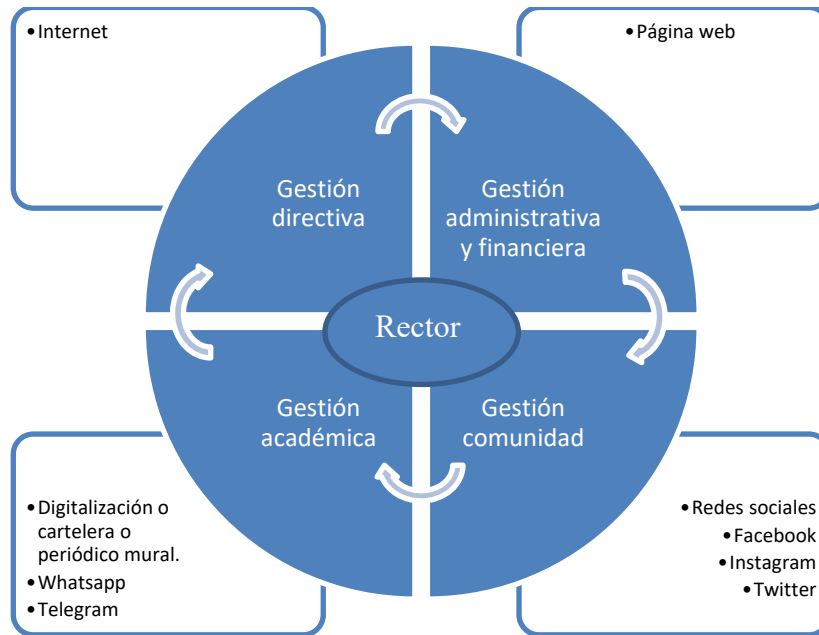 •Internet
•Página web
Gestión
directiva
Gestión
administrativa
y financiera
Rector
Gestión
académica
Gestión
comunidad
•Digitalización o
cartelera o
periódico mural.
•Whatsapp
•Telegram
•Redes sociales
•Facebook
•Instagram
•Twitter